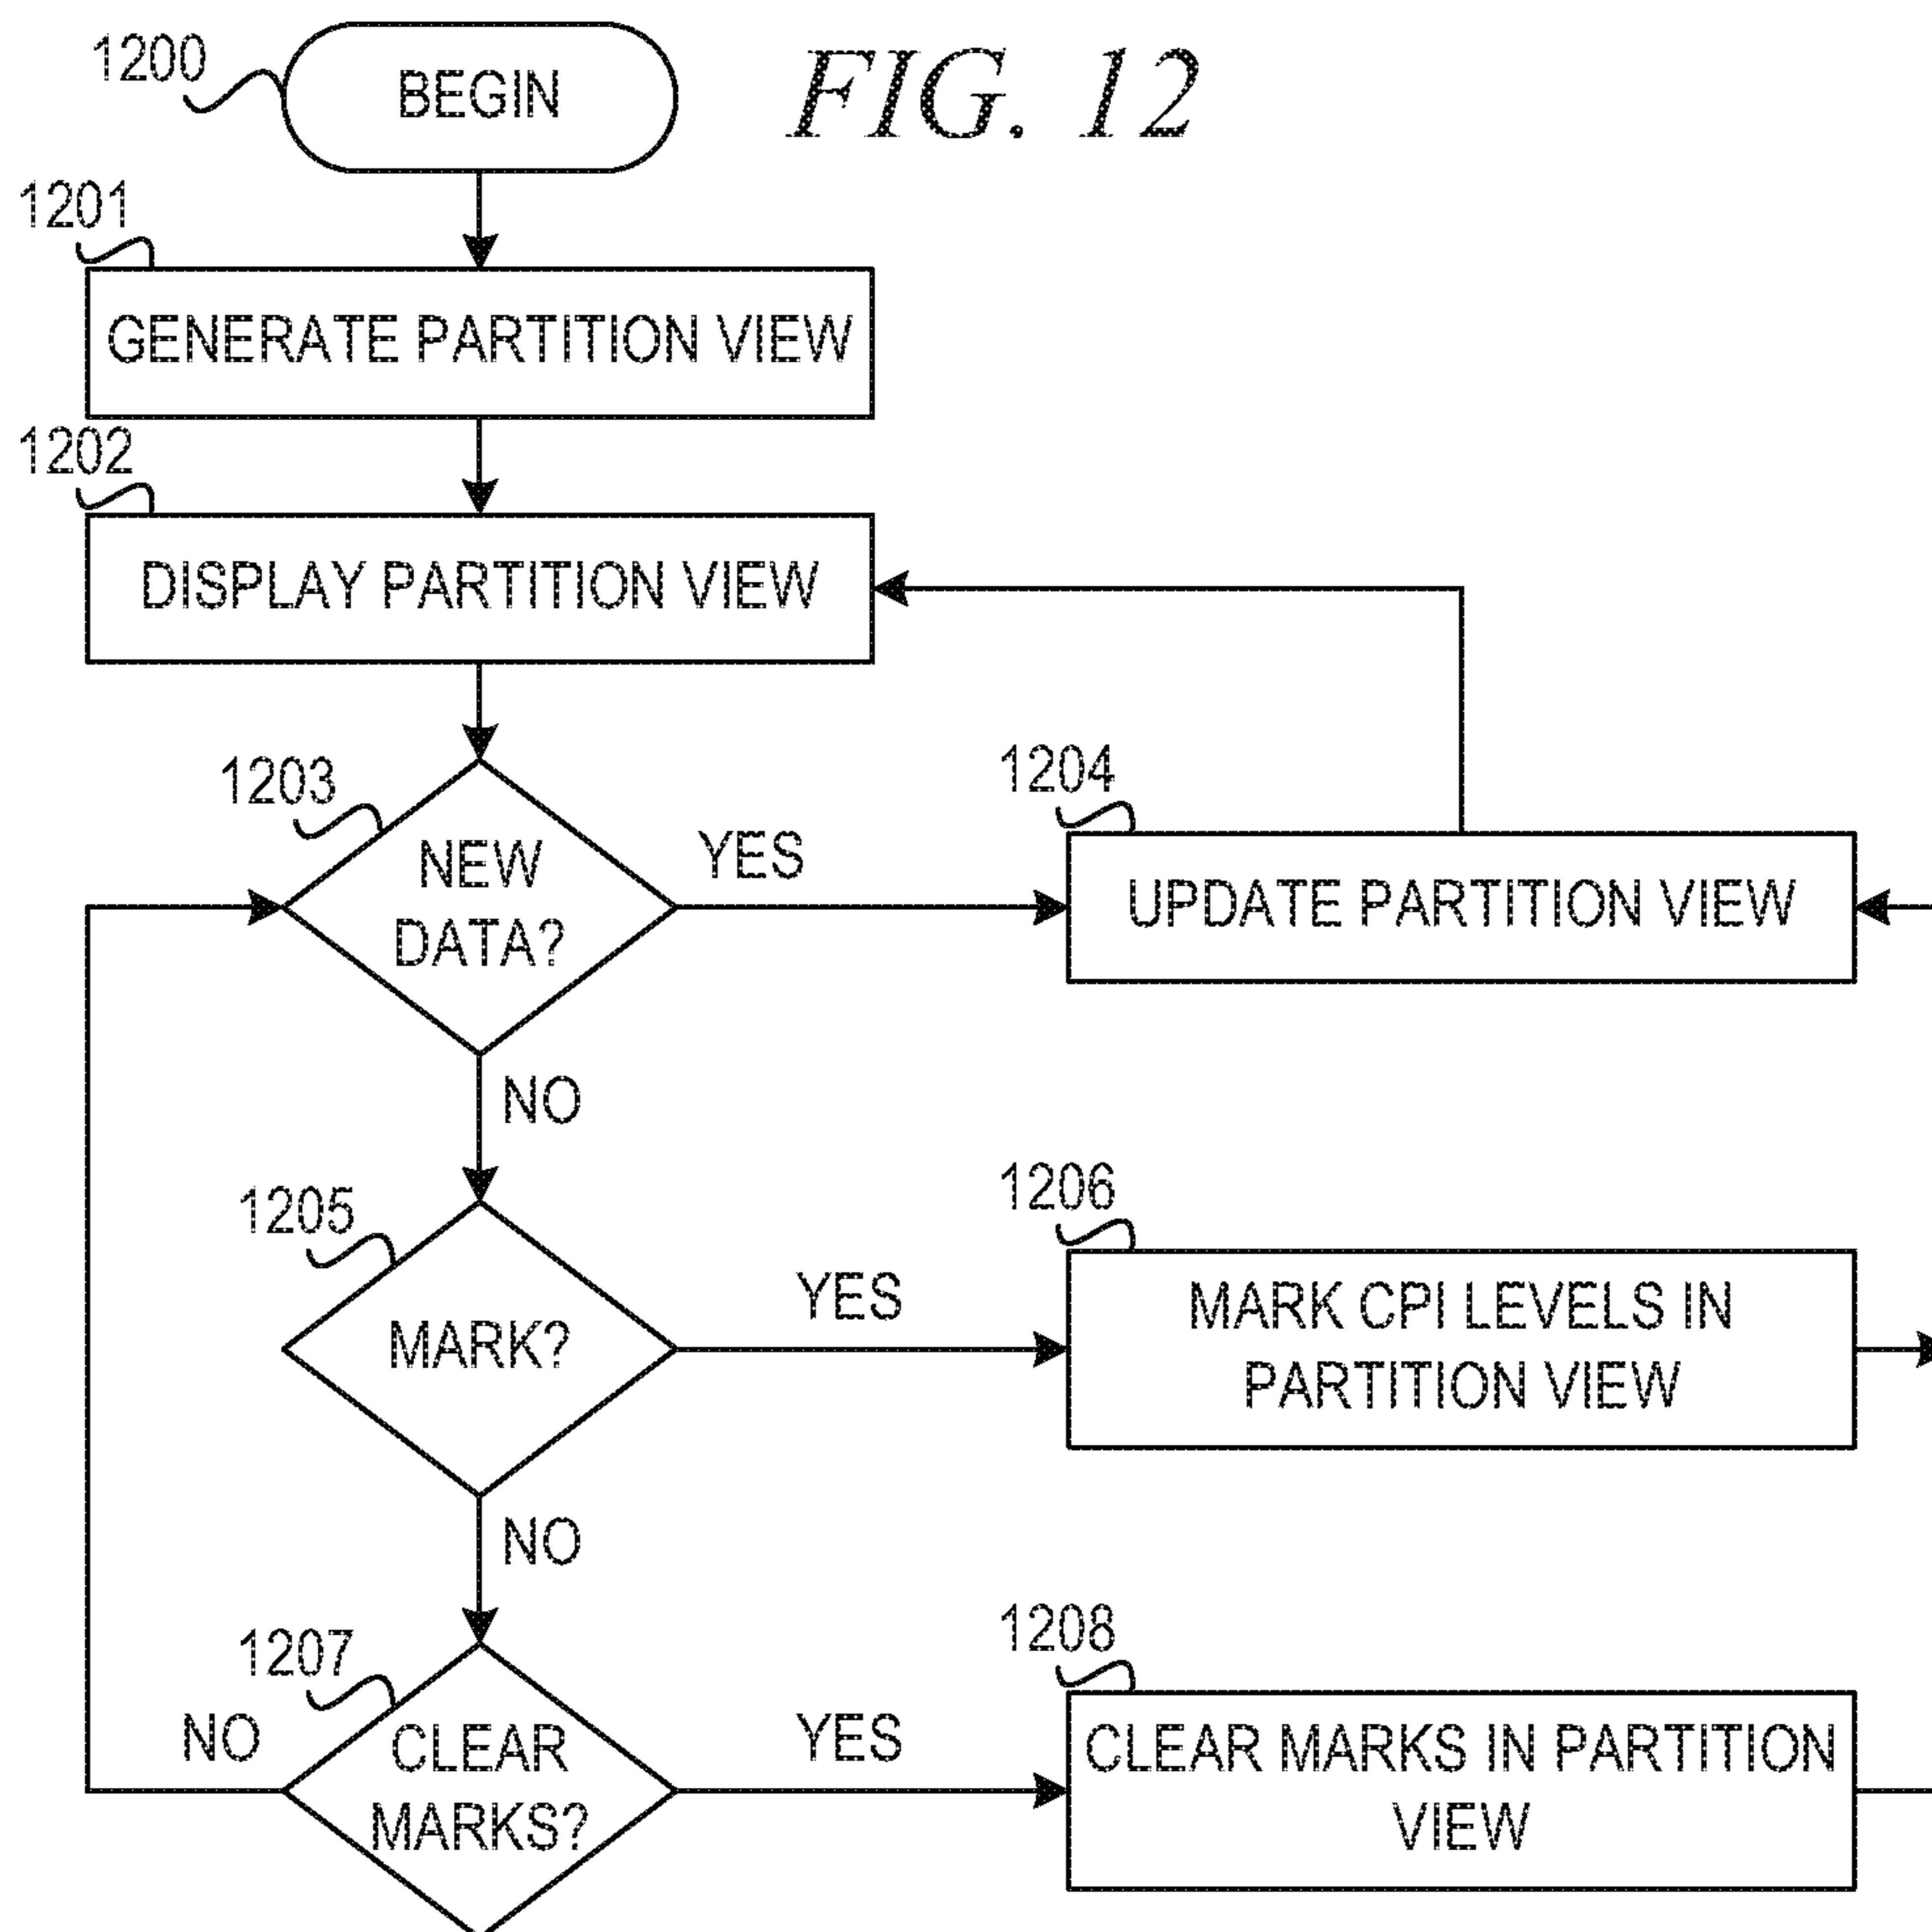 1200
BEGIN
FIG. 12
1201
GENERATE PARTITION VIEW
1202
DISPLAY PARTITION VIEW
1203
NEW
DATA?
YES
1204
UPDATE PARTITION VIEW
NO
1205
MARK?
YES
1206
MARK CPI LEVELS IN
PARTITION VIEW
NO
1207
CLEAR
MARKS?
NO
YES
1208
CLEAR MARKS IN PARTITION
VIEW